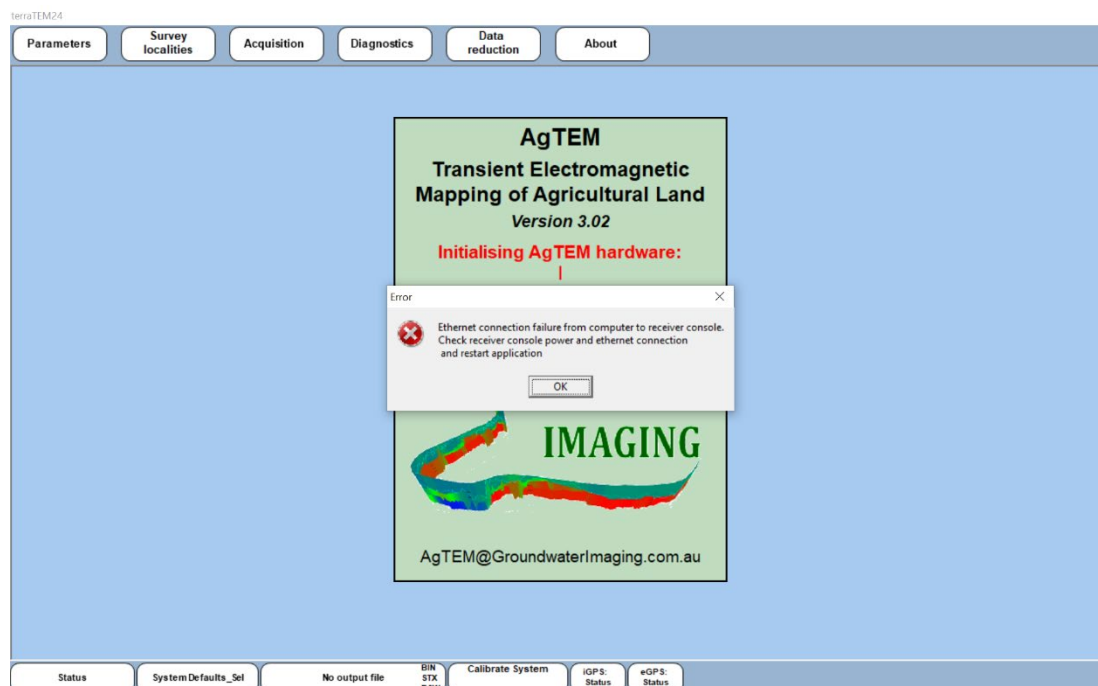 terraTEM24
Parameters
Survey
localities
Acquisition
Diagnostics
Data
reduction
About
AgTEM
Transient Electromagnetic
Mapping of Agricultural Land
Version 3.02
Initialising AgTEM hardware:
Error
Ethernet connection failure from computer to receiver console.
Check receiver console power and ethernet connection
and restart application
OK
IMAGING
AgTEM@GroundwaterImaging.com.au
Status
System Defaults_Sel
No output file
BIN
STX
Calibrate System
iGPS:
Status
eGPS:
Status